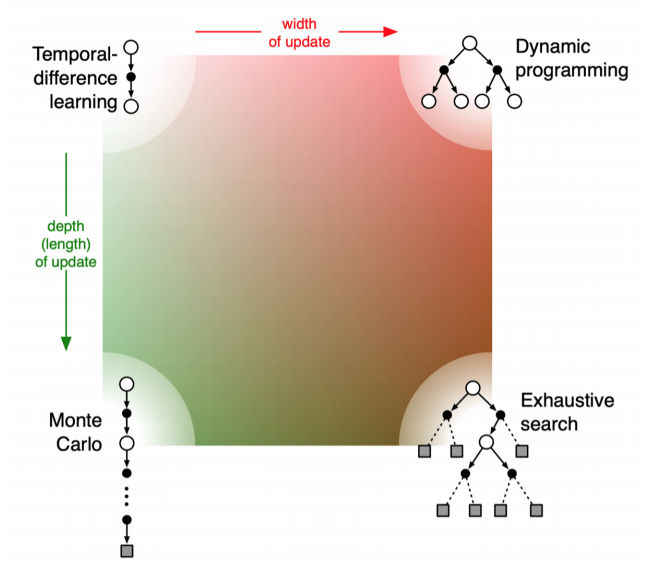 width
of update
Temporal-
difference
learning
Dynamic
programming
depth
(length)
of update
Monte
Carlo
Exhaustive
search